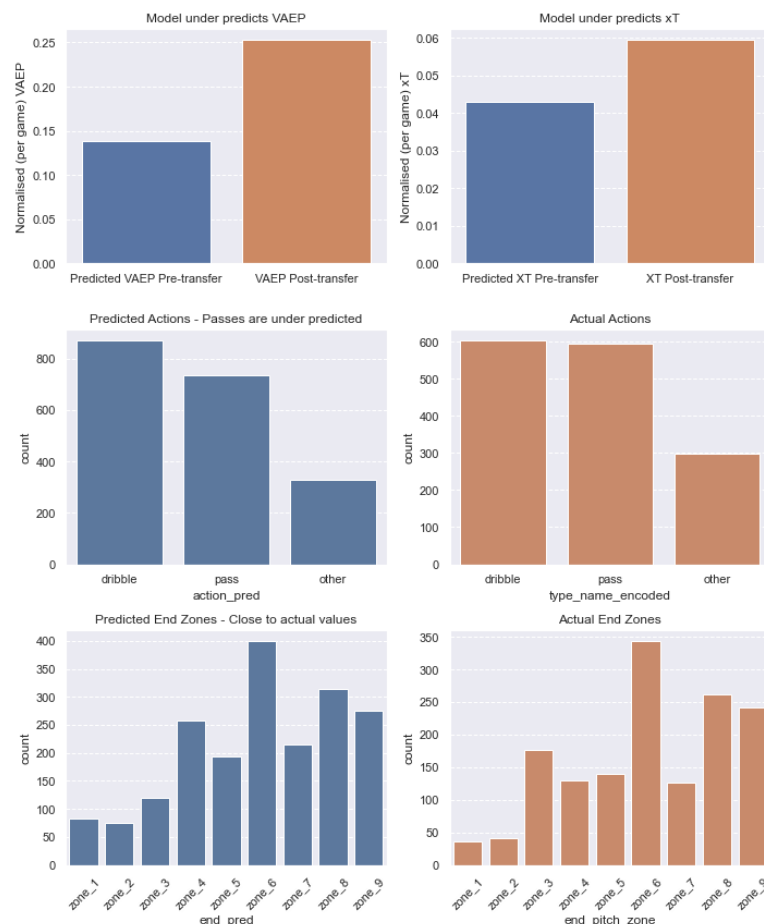 Model under predicts VAEP
Normalised (per game) VAEP
0.25
0.20
0.15
0.10
0.05
0.00
Predicted VAEP Pre-transfer
VAEP Post-transfer
Model under predicts xT
Normalised (per game) xT
0.06
0.05
0.04
0.03
0.02
0.01
0.00
Predicted XT Pre-transfer
XT Post-transfer
Predicted Actions - Passes are under predicted
count
800
600
400
200
0
dribble
pass
other
action_pred
Actual Actions
count
600
500
400
300
200
100
0
dribble
pass
other
type_name_encoded
Predicted End Zones - Close to actual values
count
400
350
300
250
200
150
100
50
0
zone_1
zone_2
zone_3
zone_4
zone_5
zone_6
zone_7
zone_8
zone_9
end_pred
Actual End Zones
count
350
300
250
200
150
100
50
0
zone_1
zone_2
zone_3
zone_4
zone_5
zone_6
zone_7
zone_8
zone_9
end_pitch_zone